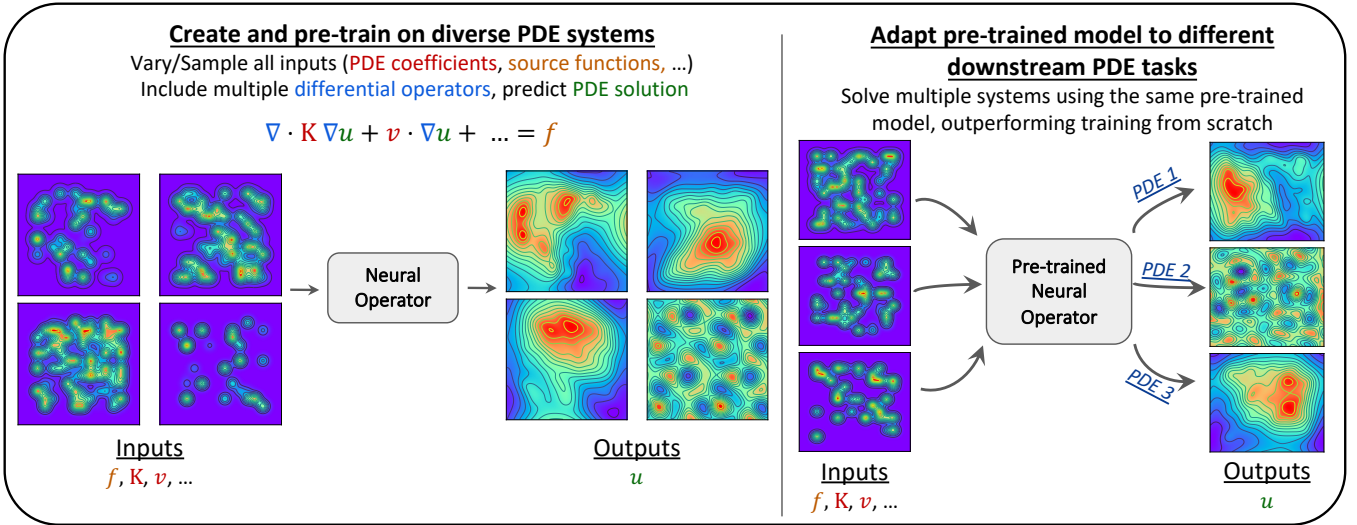 Create and pre-train on diverse PDE systems
Vary/Sample all inputs (PDE coefficients, source functions, ...)
Include multiple differential operators, predict PDE solution
∇ · K ∇u + v · ∇u + ... = f
Neural
Operator
Inputs
f, K, v, ...
Outputs
u
Adapt pre-trained model to different
downstream PDE tasks
Solve multiple systems using the same pre-trained
model, outperforming training from scratch
Pre-trained
Neural
Operator
PDE 1
PDE 2
PDE 3
Inputs
f, K, v, ...
Outputs
u